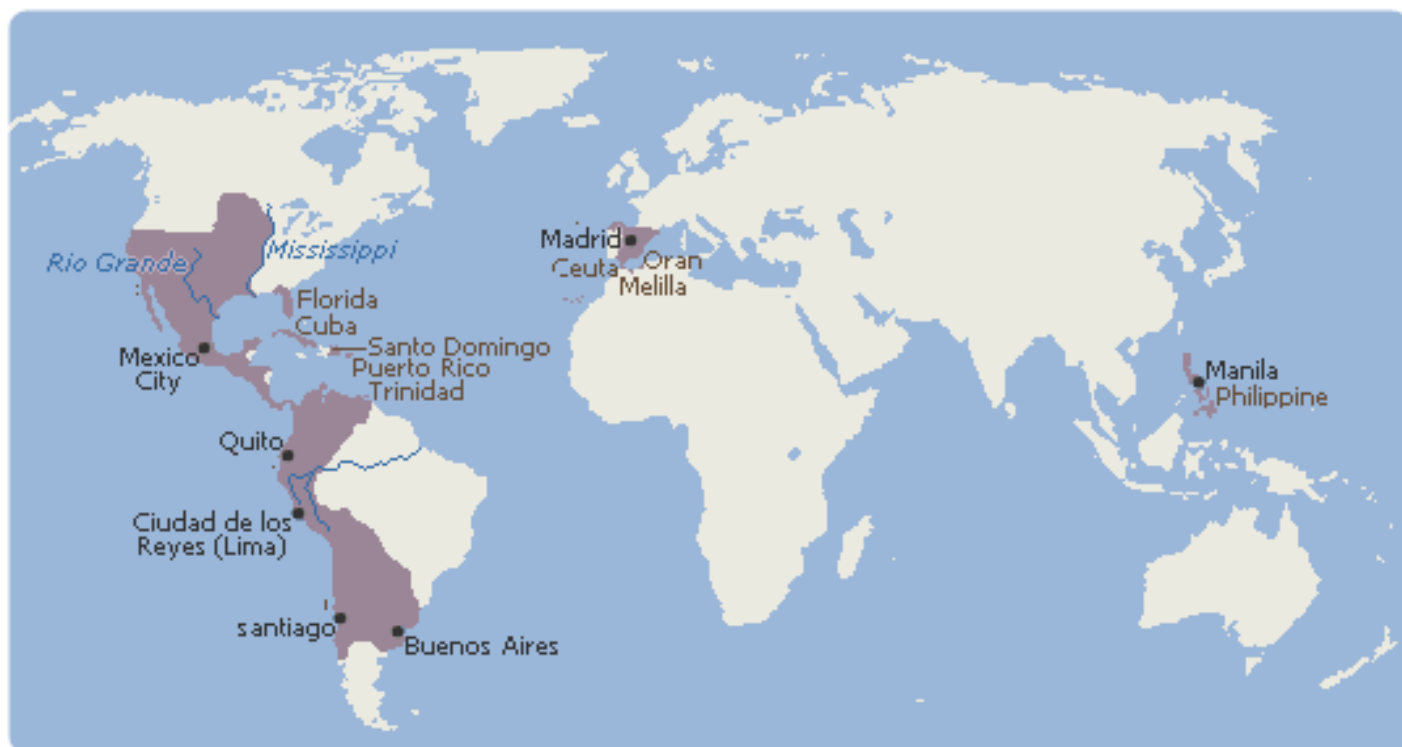 Rio Grande
Mississippi
Florida
Cuba
Santo Domingo
Puerto Rico
Trinidad
Mexico
City
Quito
Ciudad de los
Reyes (Lima)
santiago
Buenos Aires
Madrid
Ceuta
Oran
Melilla
Manila
Philippine